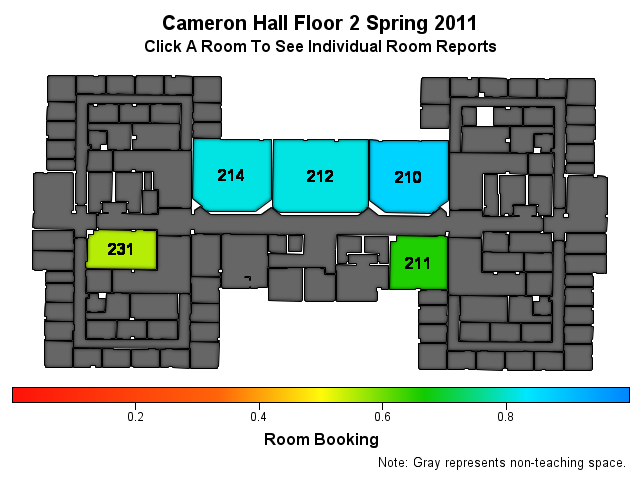 Cameron Hall Floor 2 Spring 2011
Click A Room To See Individual Room Reports
214
212
210
231
211
0.2
0.4
0.6
0.8
Room Booking
Note: Gray represents non-teaching space.